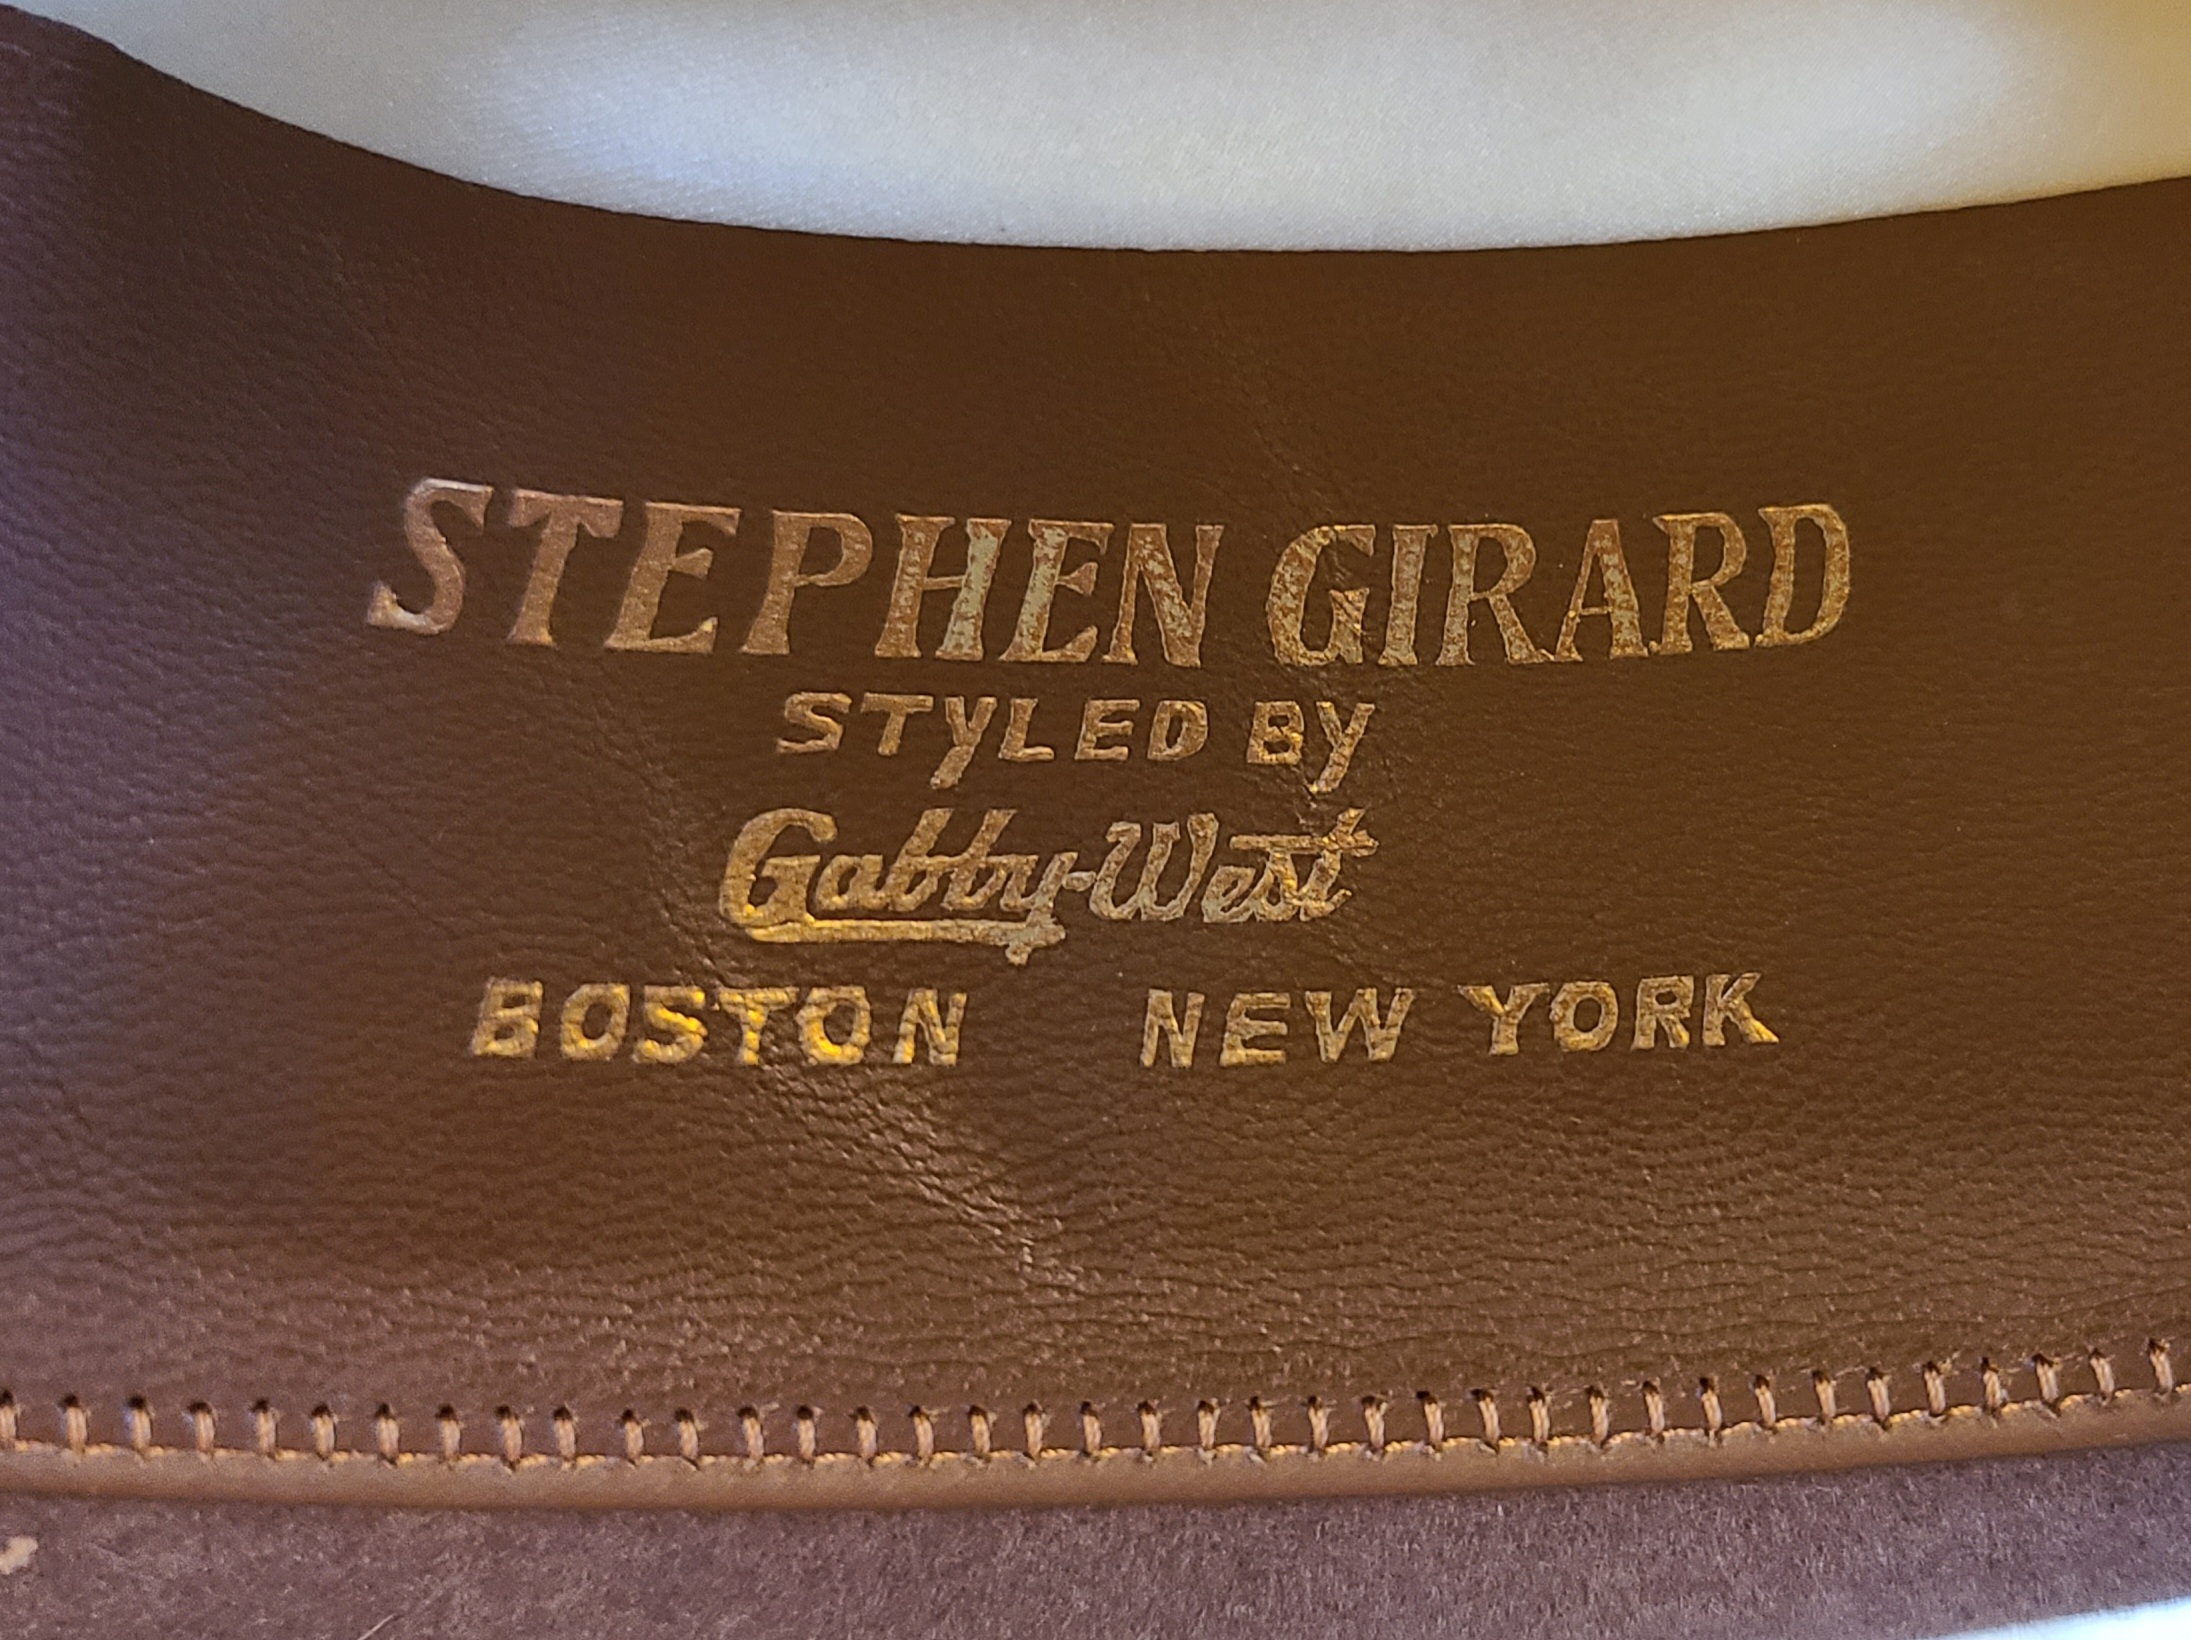 STEPHEN GIRARD
STYLED BY
Gabby-West
BOSTON NEW YORK